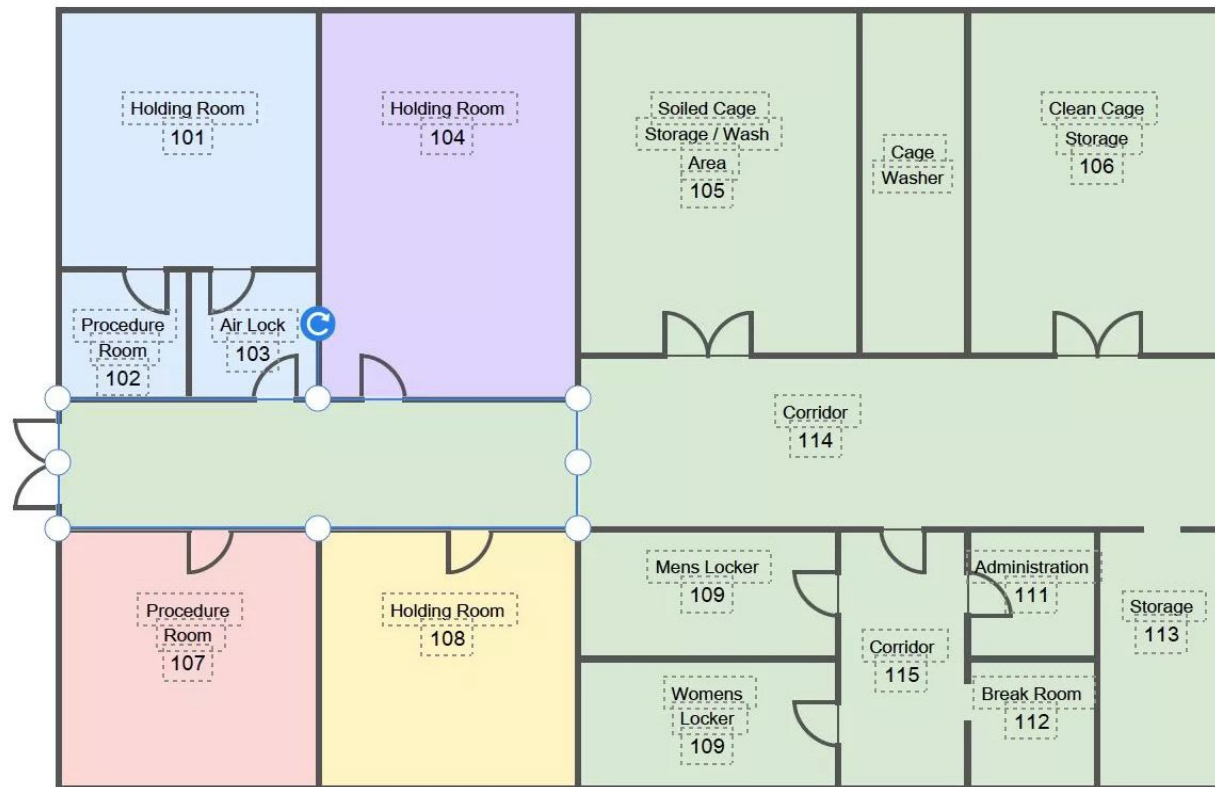 Holding Room
101
Holding Room
104
Soiled Cage
Storage / Wash
Area
105
Cage
Washer
Clean Cage
Storage
106
Procedure
Room
102
Air Lock
103
Corridor
114
Procedure
Room
107
Holding Room
108
Mens Locker
109
Womens
Locker
109
Corridor
115
Administration
111
Break Room
112
Storage
113